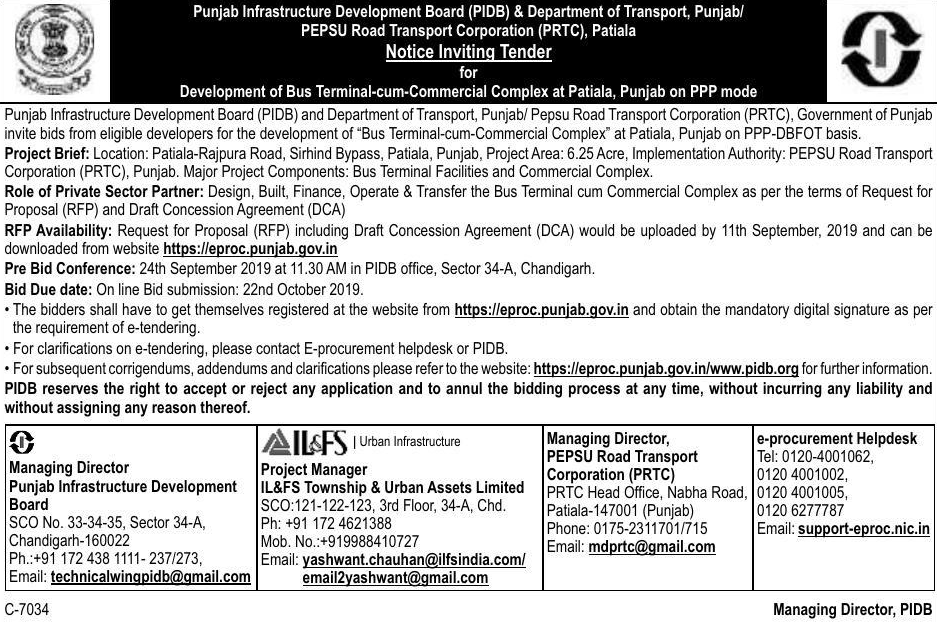 Punjab Infrastructure Development Board (PIDB) & Department of Transport, Punjab/
PEPSU Road Transport Corporation (PRTC), Patiala
Notice Inviting Tender
for
Development of Bus Terminal-cum-Commercial Complex at Patiala, Punjab on PPP mode
Punjab Infrastructure Development Board (PIDB) and Department of Transport, Punjab/ Pepsu Road Transport Corporation (PRTC), Government of Punjab
invite bids from eligible developers for the development of “Bus Terminal-cum-Commercial Complex” at Patiala, Punjab on PPP-DBFOT basis.
Project Brief: Location: Patiala-Rajpura Road, Sirhind Bypass, Patiala, Punjab, Project Area: 6.25 Acre, Implementation Authority: PEPSU Road Transport
Corporation (PRTC), Punjab. Major Project Components: Bus Terminal Facilities and Commercial Complex.
Role of Private Sector Partner: Design, Built, Finance, Operate & Transfer the Bus Terminal cum Commercial Complex as per the terms of Request for
Proposal (RFP) and Draft Concession Agreement (DCA)
RFP Availability: Request for Proposal (RFP) including Draft Concession Agreement (DCA) would be uploaded by 11th September, 2019 and can be
downloaded from website https://eproc.punjab.gov.in
Pre Bid Conference: 24th September 2019 at 11.30 AM in PIDB office, Sector 34-A, Chandigarh.
Bid Due date: On line Bid submission: 22nd October 2019.
• The bidders shall have to get themselves registered at the website from https://eproc.punjab.gov.in and obtain the mandatory digital signature as per
the requirement of e-tendering.
• For clarifications on e-tendering, please contact E-procurement helpdesk or PIDB.
• For subsequent corrigendums, addendums and clarifications please refer to the website: https://eproc.punjab.gov.in/www.pidb.org for further information.
PIDB reserves the right to accept or reject any application and to annul the bidding process at any time, without incurring any liability and
without assigning any reason thereof.
Managing Director
Punjab Infrastructure Development
Board
SCO No. 33-34-35, Sector 34-A,
Chandigarh-160022
Ph.:+91 172 438 1111- 237/273,
Email: technicalwingpidb@gmail.com
IL&FS | Urban Infrastructure
Project Manager
IL&FS Township & Urban Assets Limited
SCO:121-122-123, 3rd Floor, 34-A, Chd.
Ph: +91 172 4621388
Mob. No.:+919988410727
Email: yashwant.chauhan@ilfsindia.com/
email2yashwant@gmail.com
Managing Director,
PEPSU Road Transport
Corporation (PRTC)
PRTC Head Office, Nabha Road,
Patiala-147001 (Punjab)
Phone: 0175-2311701/715
Email: mdprtc@gmail.com
e-procurement Helpdesk
Tel: 0120-4001062,
0120 4001002,
0120 4001005,
0120 6277787
Email: support-eproc.nic.in
C-7034
Managing Director, PIDB